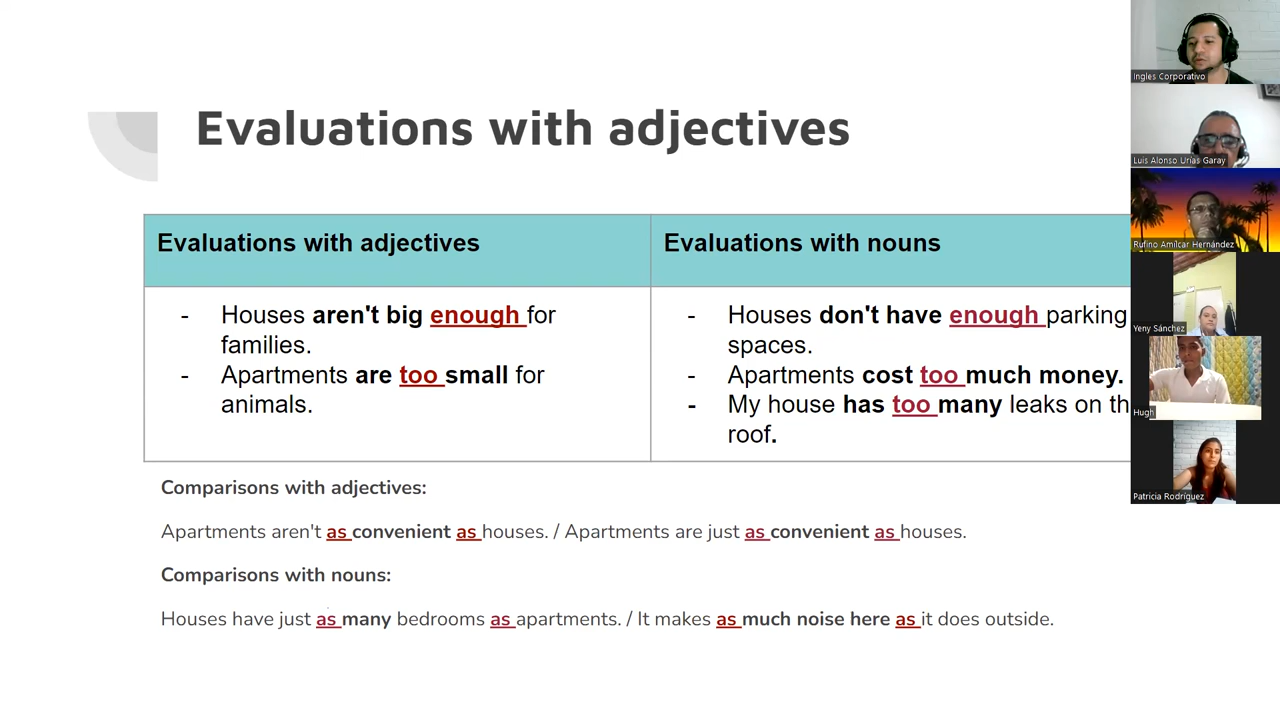 Evaluations with adjectives
Evaluations with adjectives
Evaluations with nouns
- Houses aren't big enough for
families.
- Apartments are too small for
animals.
- Houses don't have enough parking
spaces.
- Apartments cost too much money.
- My house has too many leaks on th
roof.
Comparisons with adjectives:
Apartments aren't as convenient as houses. / Apartments are just as convenient as houses.
Comparisons with nouns:
Houses have just as many bedrooms as apartments. / It makes as much noise here as it does outside.
Ingles Corporativo
Luis Alonso Urías Garay
Rufino Amílcar Hernández
Yeny Sánchez
Hugh
Patricia Rodríguez